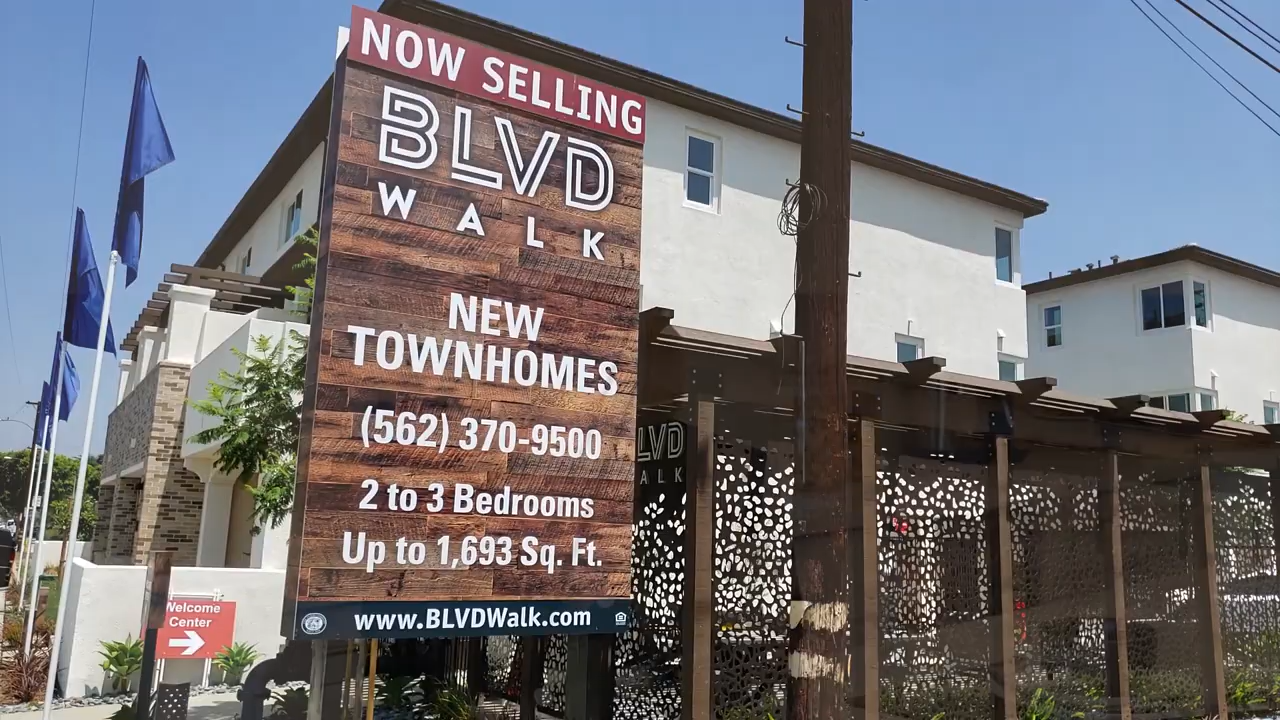 NOW SELLING
BLVD
WALK
NEW
TOWNHOMES
(562) 370-9500
2 to 3 Bedrooms
Up to 1,693 Sq. Ft.
www.BLVDWalk.com
Welcome
Center
LVD
ALK